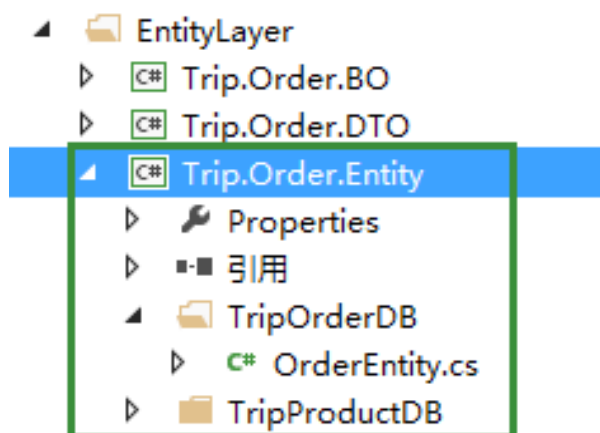 EntityLayer
C# Trip.Order.BO
C# Trip.Order.DTO
C# Trip.Order.Entity
Properties
引用
TripOrderDB
C# OrderEntity.cs
TripProductDB